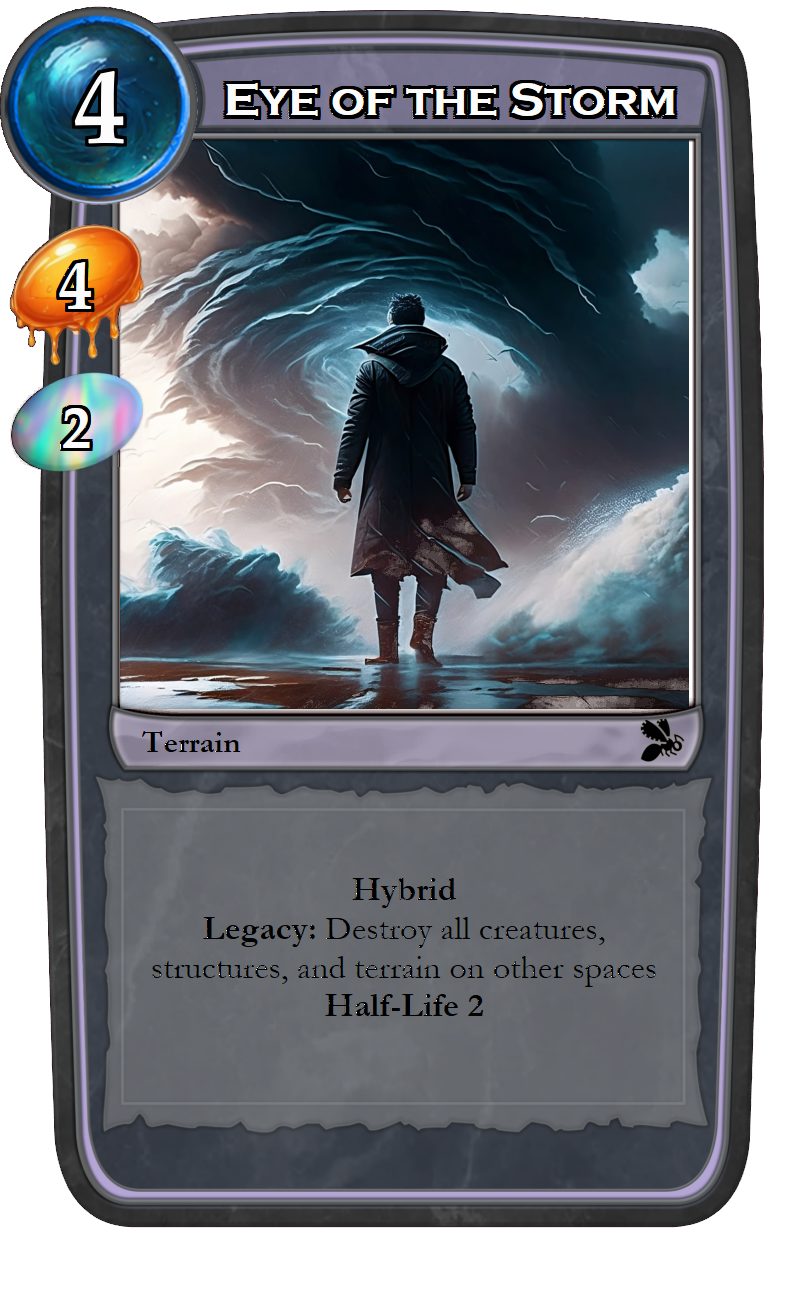 4
Eye of the Storm
4
2
Terrain
Hybrid
Legacy: Destroy all creatures,
structures, and terrain on other spaces
Half-Life 2